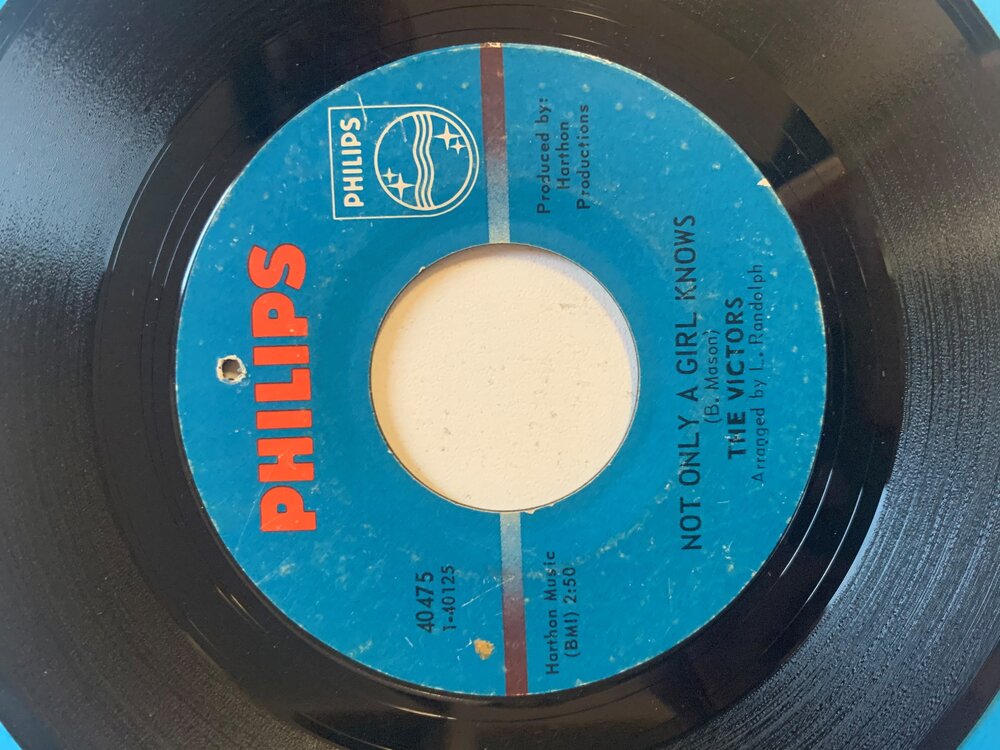 PHILIPS
PHILIPS
40475
1-40125
Harthon Music
(BMI) 2:50
Produced by:
Harthon
Productions
NOT ONLY A GIRL KNOWS
(B. Mason)
THE VICTORS
Arranged by L. Randolph